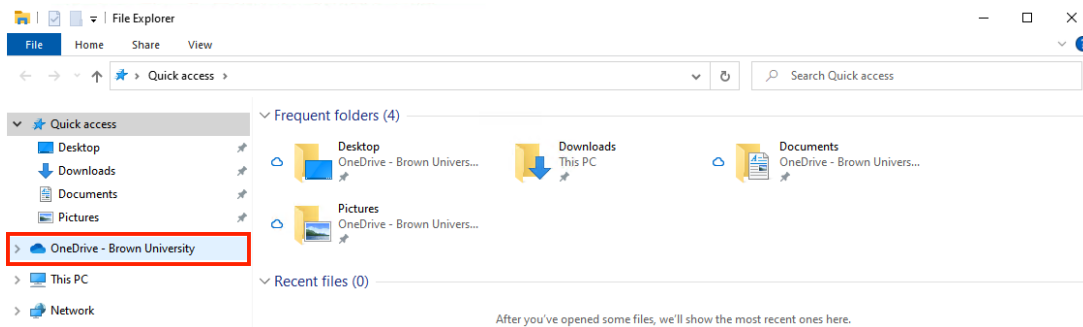 File Explorer
File Home Share View
Quick access
Search Quick access
Quick access
Desktop
Downloads
Documents
Pictures
OneDrive - Brown University
This PC
Network
Frequent folders (4)
Desktop
OneDrive - Brown Univers...
Downloads
This PC
Documents
OneDrive - Brown Univers...
Pictures
OneDrive - Brown Univers...
Recent files (0)
After you've opened some files, we'll show the most recent ones here.